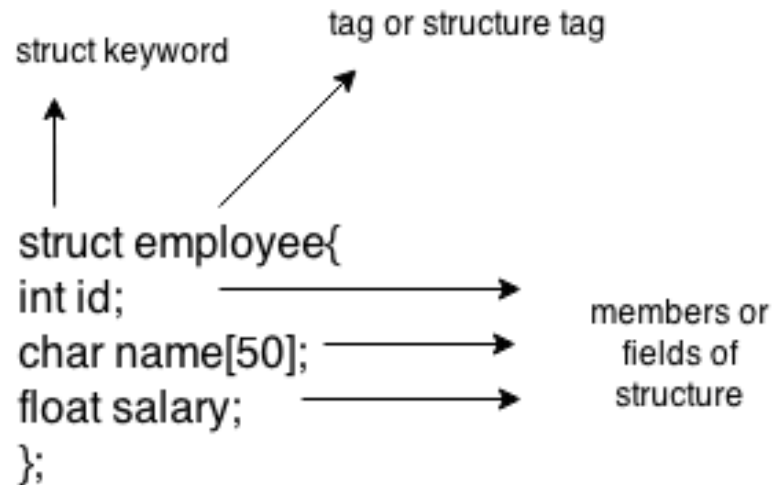 struct keyword
tag or structure tag
struct employee{
int id;
char name[50];
float salary;
};
members or
fields of
structure